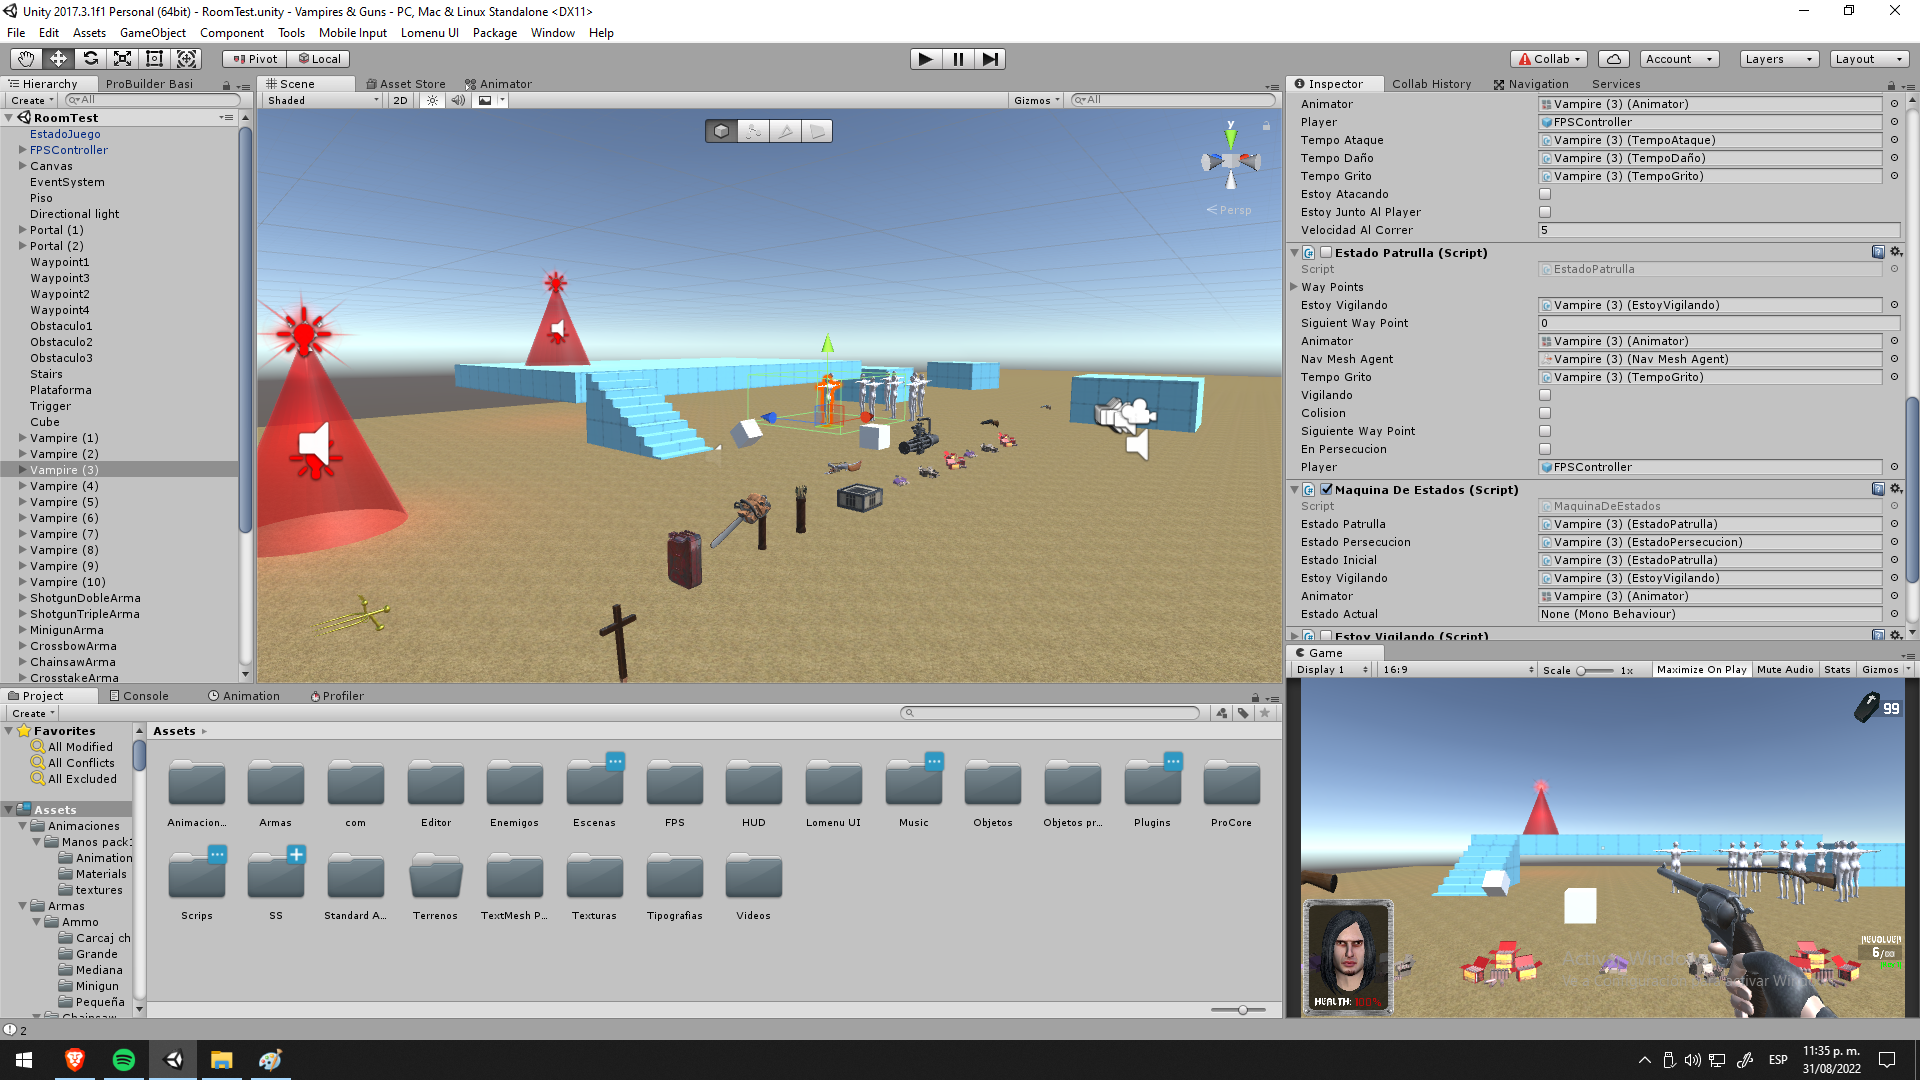 Unity 2017.3.1f1 Personal (64bit) - RoomTest.unity - Vampires & Guns - PC, Mac & Linux Standalone <DX11>
File Edit Assets GameObject Component Tools Mobile Input Lomenu UI Package Window Help
Pivot Local Collab Account Layers Layout
Hierarchy ProBuilder Basi
Create All
RoomTest
EstadoJuego
FPSController
Canvas
EventSystem
Piso
Directional light
Portal (1)
Portal (2)
Waypoint1
Waypoint3
Waypoint2
Waypoint4
Obstaculo1
Obstaculo2
Obstaculo3
Stairs
Plataforma
Trigger
Cube
Vampire (1)
Vampire (2)
Vampire (3)
Vampire (4)
Vampire (5)
Vampire (6)
Vampire (7)
Vampire (8)
Vampire (9)
Vampire (10)
ShotgunDobleArma
ShotgunTripleArma
MinigunArma
CrossbowArma
ChainsawArma
CrosstakeArma
Scene Asset Store Animator
Shaded 2D Gizmos All
y
Persp
Inspector Collab History Navigation Services
Animator Vampire (3) (Animator)
Player FPSController
Tempo Ataque Vampire (3) (TempoAtaque)
Tempo Daño Vampire (3) (TempoDaño)
Tempo Grito Vampire (3) (TempoGrito)
Estoy Atacando
Estoy Junto Al Player
Velocidad Al Correr 5
Estado Patrulla (Script)
Script EstadoPatrulla
Way Points
Estoy Vigilando Vampire (3) (EstoyVigilando)
Siguient Way Point 0
Animator Vampire (3) (Animator)
Nav Mesh Agent Vampire (3) (Nav Mesh Agent)
Tempo Grito Vampire (3) (TempoGrito)
Vigilando
Colision
Siguiente Way Point
En Persecucion
Player FPSController
Maquina De Estados (Script)
Script MaquinaDeEstados
Estado Patrulla Vampire (3) (EstadoPatrulla)
Estado Persecucion Vampire (3) (EstadoPersecucion)
Estado Inicial Vampire (3) (EstadoPatrulla)
Estoy Vigilando Vampire (3) (EstoyVigilando)
Animator Vampire (3) (Animator)
Estado Actual None (Mono Behaviour)
Estoy Vigilando (Script)
Game
Display 1 16:9 Scale 1x Maximize On Play Mute Audio Stats Gizmos
99
REVOLVER
6/∞
HEALTH: 100%
Project Console Animation Profiler
Create
Favorites
All Modified
All Conflicts
All Excluded
Assets
Animaciones
Manos pack1
Animation
Materials
textures
Armas
Ammo
Carcaj ch
Grande
Mediana
Minigun
Pequeña
Chainsaw
Assets
Animacion... Armas com Editor Enemigos Escenas FPS HUD Lomenu UI Music Objetos Objetos pr... Plugins ProCore
Scrips SS Standard A... Terrenos TextMesh P... Texturas Tipografias Videos
2
ESP
11:35 p. m.
31/08/2022